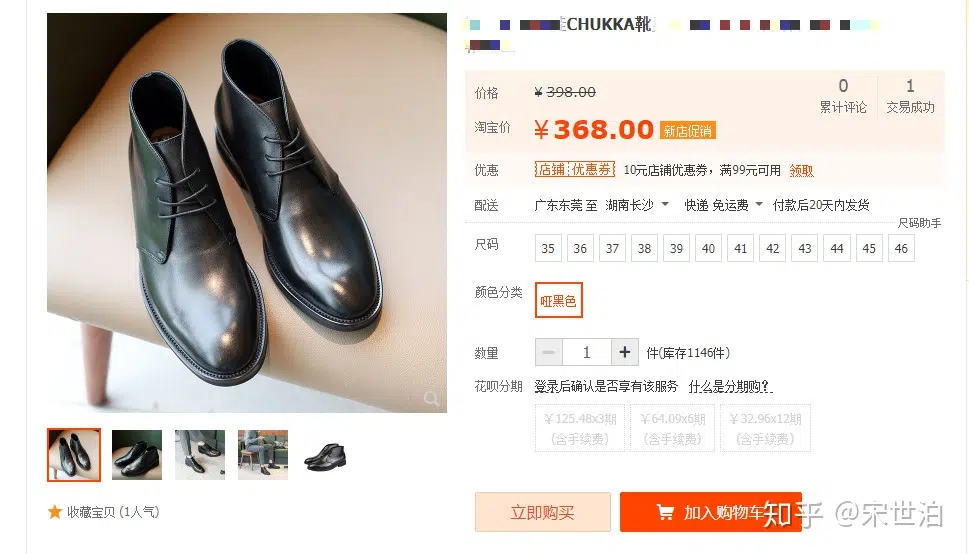 CHUKKA靴
价格 ¥398.00
0 1
累计评论 交易成功
淘宝价 ¥368.00 新店促销
优惠 店铺优惠券 10元店铺优惠券，满99元可用 领取
配送 广东东莞 至 湖南长沙 快递 免运费 付款后20天内发货
尺码助手
尺码 35 36 37 38 39 40 41 42 43 44 45 46
颜色分类 哑黑色
数量 − 1 + 件(库存1146件)
花呗分期 登录后确认是否享有该服务 什么是分期购？
¥125.48x3期 ¥64.09x6期 ¥32.96x12期
(含手续费) (含手续费) (含手续费)
收藏宝贝 (1人气)
立即购买 加入购物车
知乎 @宋世泊